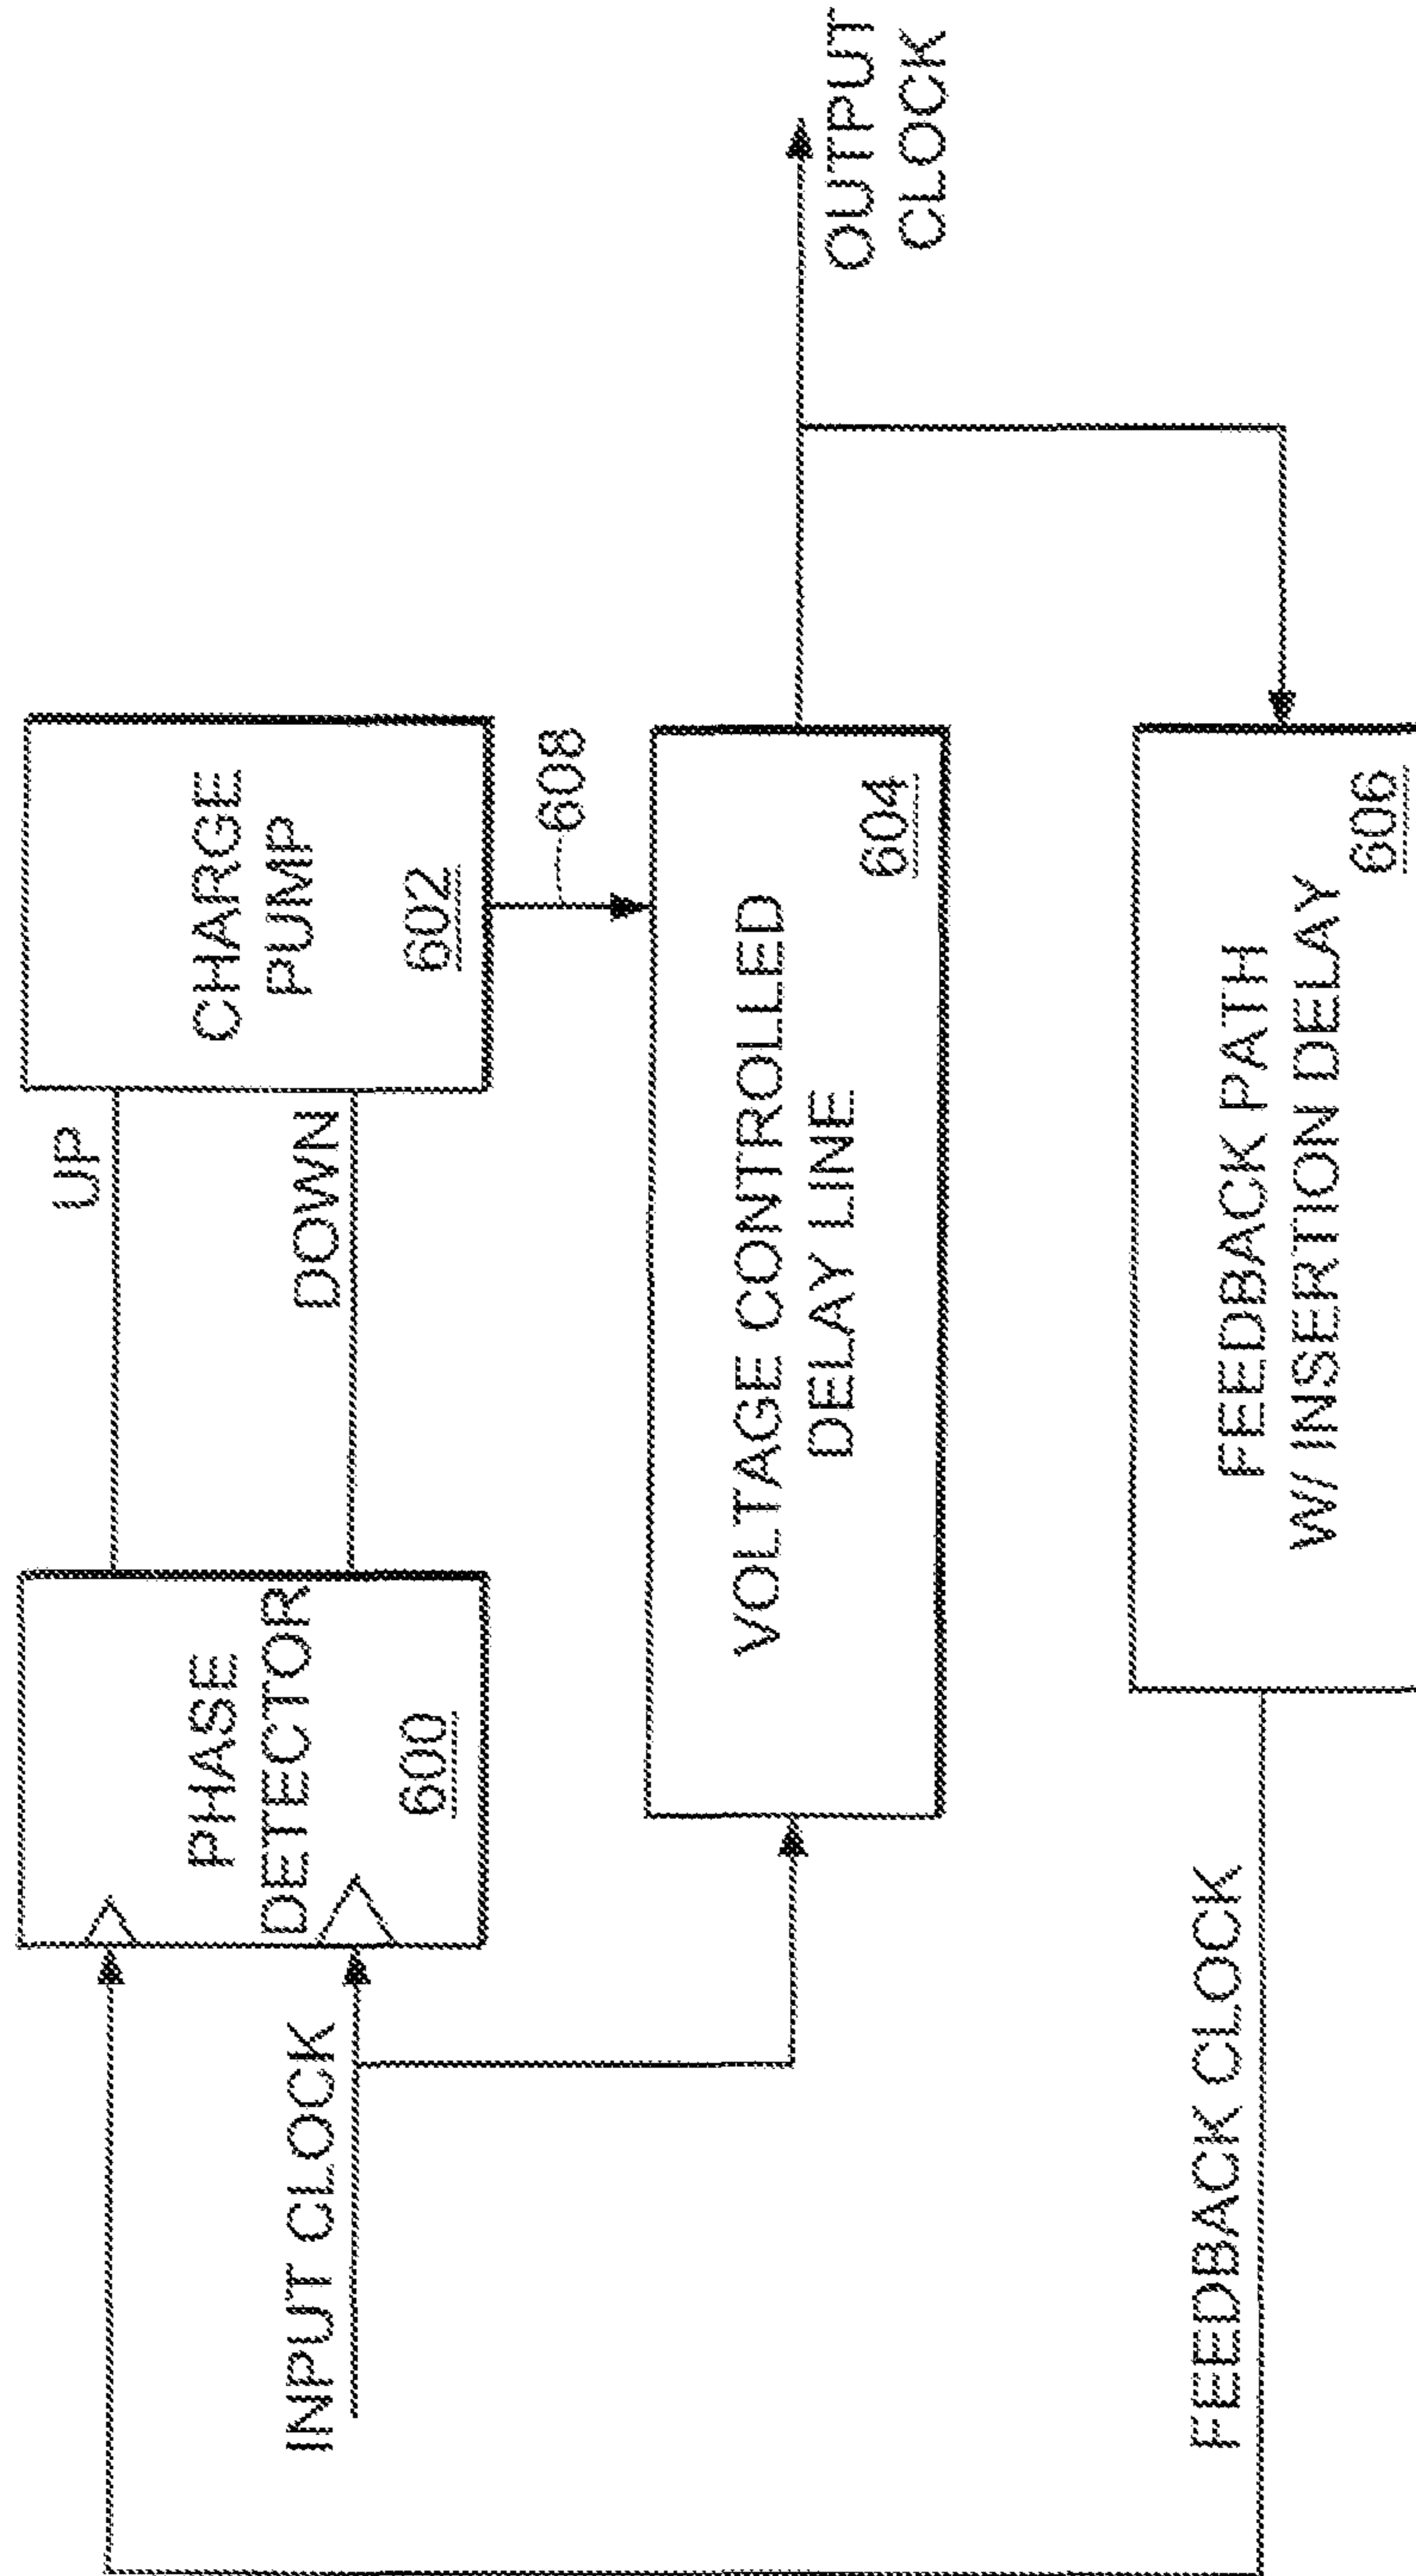 UP
DOWN
CHARGE
PUMP
602
PHASE
DETECTOR
600
INPUT CLOCK
608
VOLTAGE CONTROLLED
DELAY LINE
604
OUTPUT
CLOCK
FEEDBACK PATH
W/ INSERTION DELAY
606
FEEDBACK CLOCK